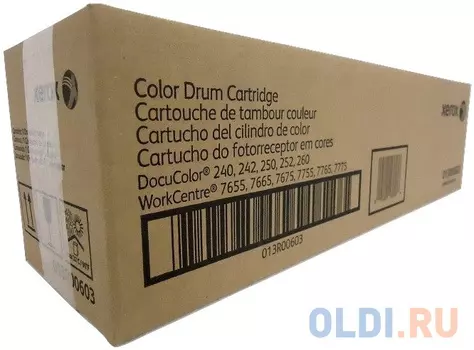 xerox
Color Drum Cartridge
Cartouche de tambour couleur
Cartucho del cilindro de color
Cartucho do fotorreceptor em cores
DocuColor® 240, 242, 250, 252, 260
WorkCentre® 7655, 7665, 7675, 7755, 7765, 7775
013R00603
xerox
R00603
OLDI.RU